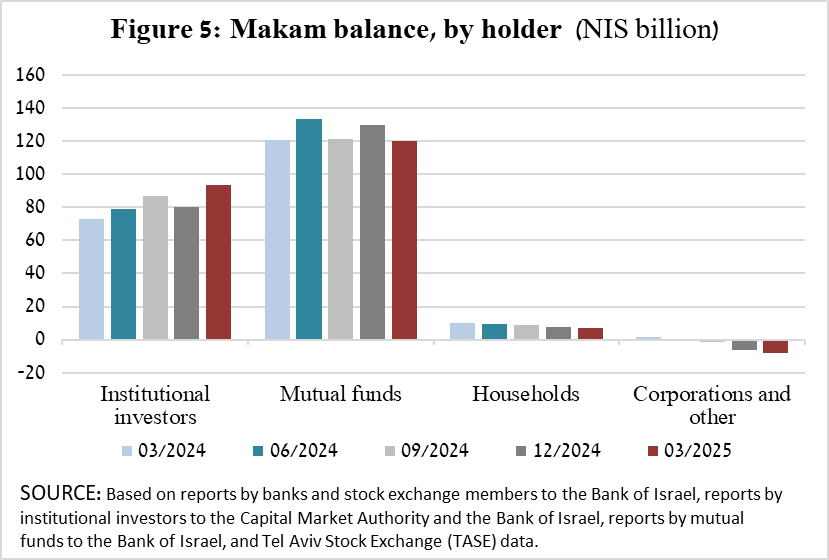 Figure 5: Makam balance, by holder (NIS billion)
160
140
120
100
80
60
40
20
0
-20
Institutional investors
Mutual funds
Households
Corporations and other
03/2024 06/2024 09/2024 12/2024 03/2025
SOURCE: Based on reports by banks and stock exchange members to the Bank of Israel, reports by
institutional investors to the Capital Market Authority and the Bank of Israel, reports by mutual
funds to the Bank of Israel, and Tel Aviv Stock Exchange (TASE) data.